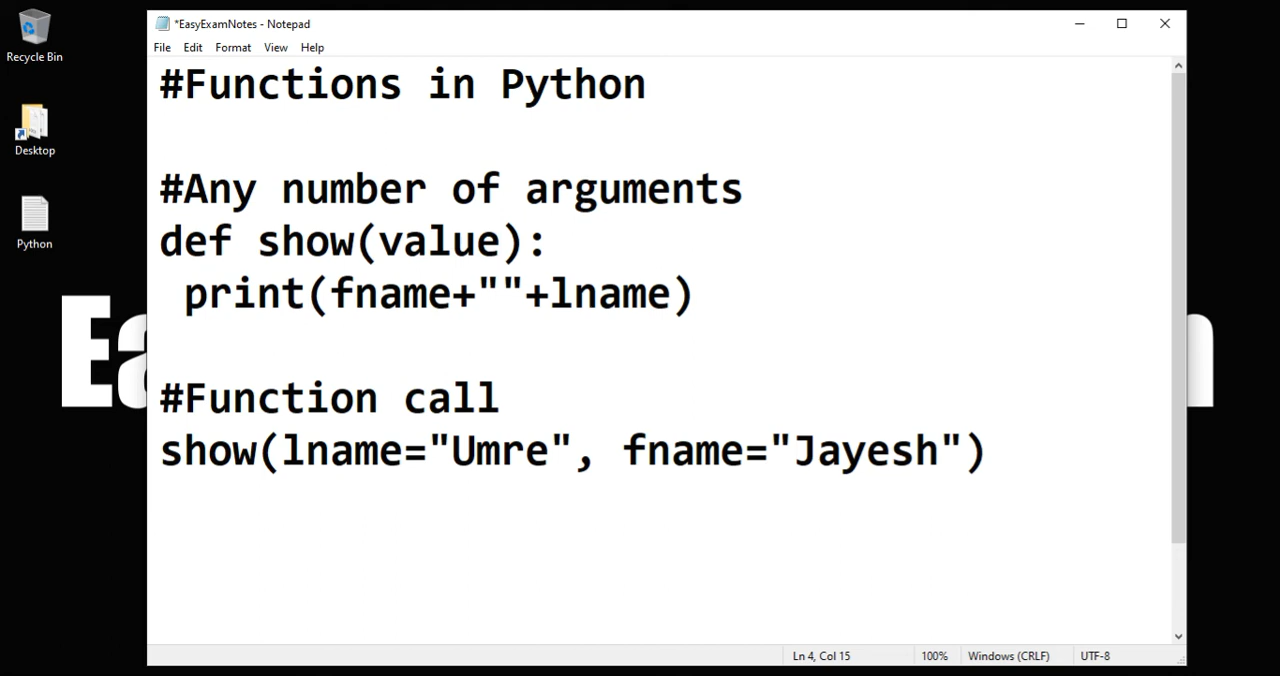 Recycle Bin
Desktop
Python
*EasyExamNotes - Notepad
File Edit Format View Help
#Functions in Python
#Any number of arguments
def show(value):
 print(fname+""+lname)
#Function call
show(lname="Umre", fname="Jayesh")
Ln 4, Col 15 100% Windows (CRLF) UTF-8